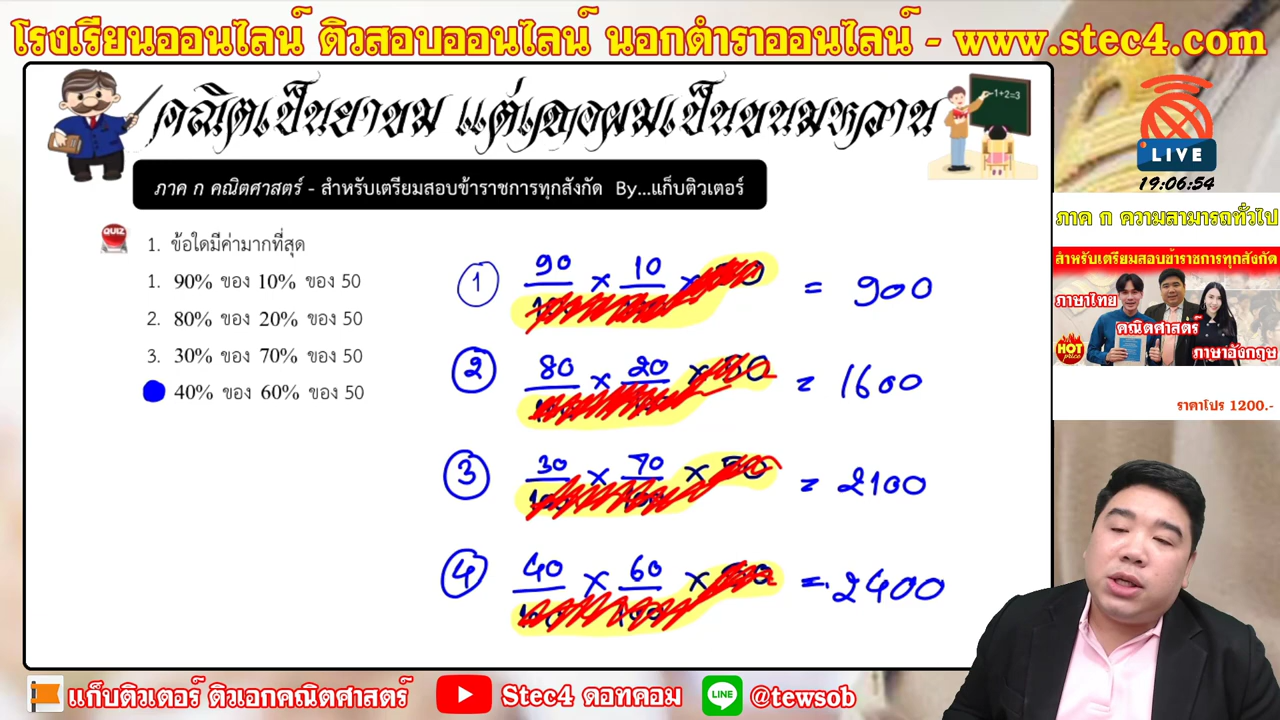 โรงเรียนออนไลน์ ติวสอบออนไลน์ นอกตำราออนไลน์ - www.stec4.com
คณิตเป็นยาขม แต่เธอผมเป็นขนมหวาน
-1+2=3
LIVE
19:06:54
ภาค ก คณิตศาสตร์ - สำหรับเตรียมสอบข้าราชการทุกสังกัด By...แก็บติวเตอร์
ภาค ก ความสามารถทั่วไป
สำหรับเตรียมสอบข้าราชการทุกสังกัด
ภาษาไทย
คณิตศาสตร์
ภาษาอังกฤษ
HOT
price
ราคาโปร 1200.-
QUIZ
1. ข้อใดมีค่ามากที่สุด
1. 90% ของ 10% ของ 50
2. 80% ของ 20% ของ 50
3. 30% ของ 70% ของ 50
40% ของ 60% ของ 50
1 90 × 10 × = 900
2 80 × 20 × 50 = 1600
3 30 × 70 × 50 = 2100
4 40 × 60 × = 2400
แก็บติวเตอร์ ติวเอกคณิตศาสตร์ Stec4 ดอทคอม LINE @tewsob